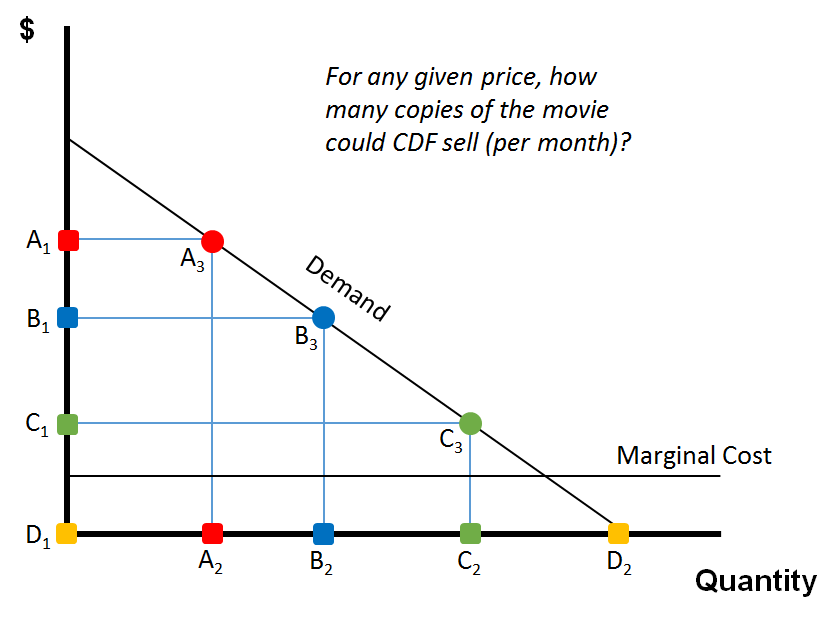 $
For any given price, how
many copies of the movie
could CDF sell (per month)?
A₁
A₃
Demand
B₁
B₃
C₁
C₃
Marginal Cost
D₁
A₂
B₂
C₂
D₂
Quantity